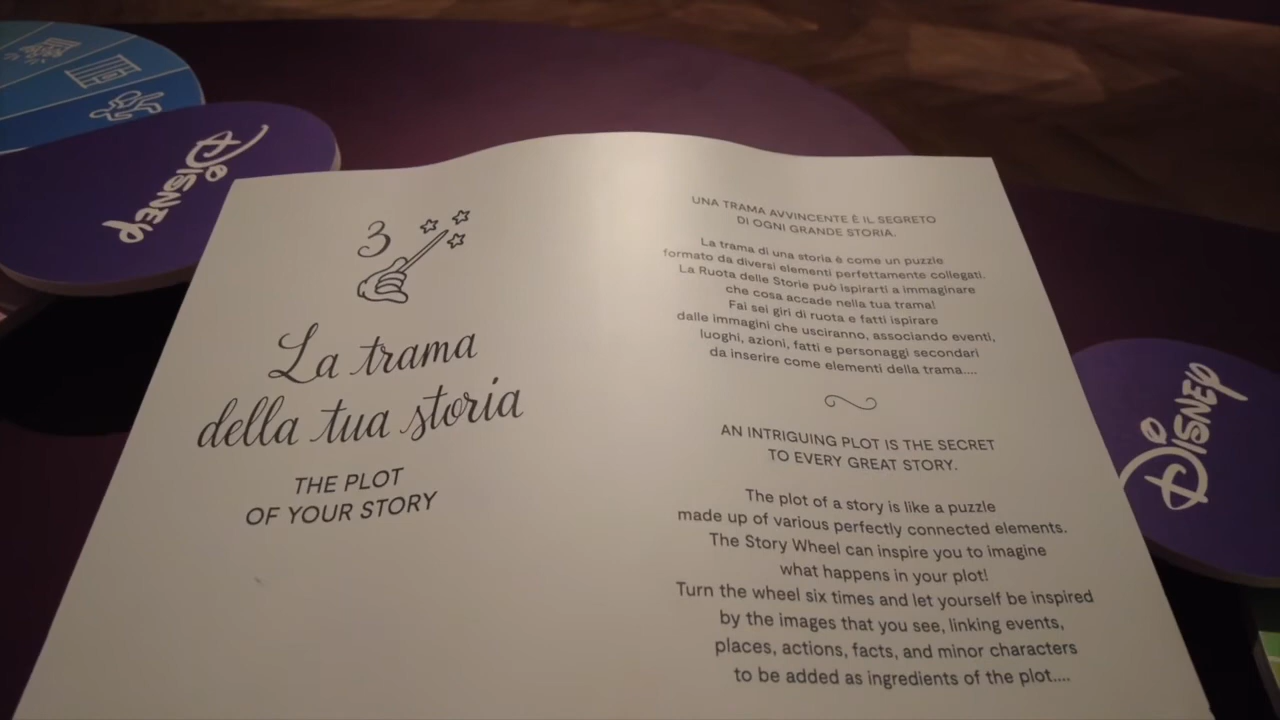 Disney
3
La trama
della tua storia
THE PLOT
OF YOUR STORY
UNA TRAMA AVVINCENTE È IL SEGRETO
DI OGNI GRANDE STORIA.
La trama di una storia è come un puzzle
formato da diversi elementi perfettamente collegati.
La Ruota delle Storie può ispirarti a immaginare
che cosa accade nella tua trama!
Fai sei giri di ruota e fatti ispirare
dalle immagini che usciranno, associando eventi,
luoghi, azioni, fatti e personaggi secondari
da inserire come elementi della trama....
AN INTRIGUING PLOT IS THE SECRET
TO EVERY GREAT STORY.
The plot of a story is like a puzzle
made up of various perfectly connected elements.
The Story Wheel can inspire you to imagine
what happens in your plot!
Turn the wheel six times and let yourself be inspired
by the images that you see, linking events,
places, actions, facts, and minor characters
to be added as ingredients of the plot....
Disney